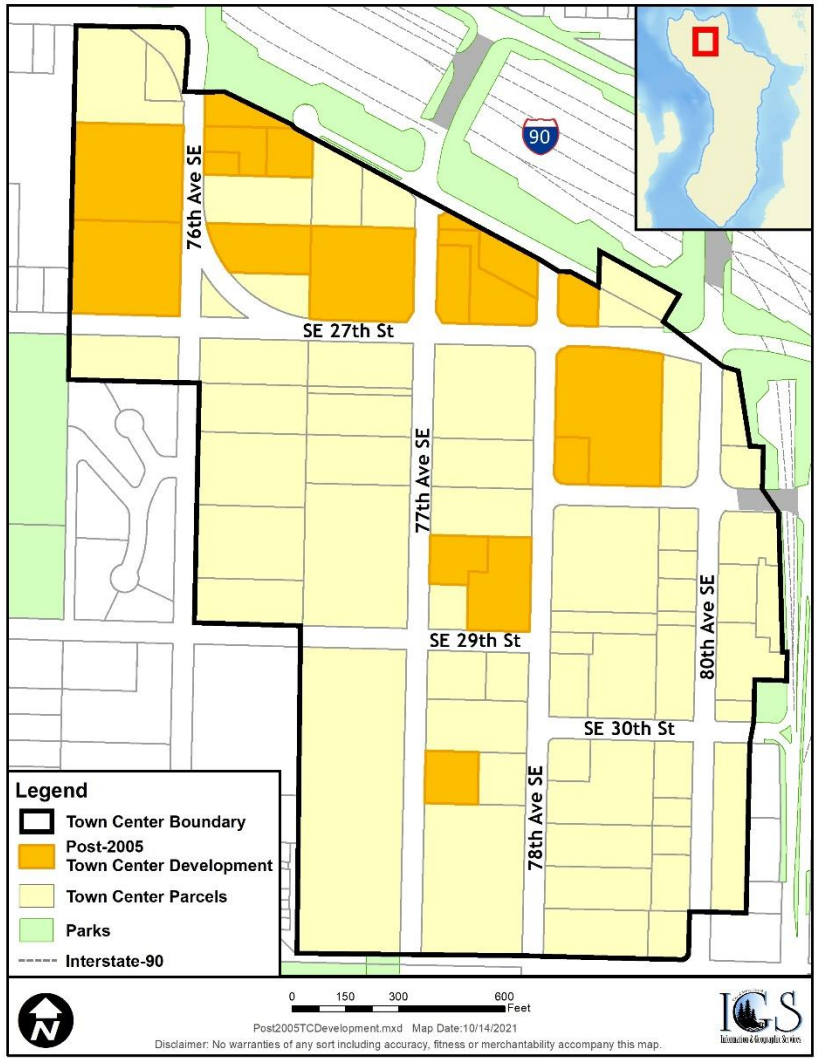 90
76th Ave SE
SE 27th St
77th Ave SE
SE 29th St
80th Ave SE
SE 30th St
78th Ave SE
Legend
Town Center Boundary
Post-2005
Town Center Development
Town Center Parcels
Parks
Interstate-90
N
0 150 300 600
Feet
Post2005TCDevelopment.mxd Map Date:10/14/2021
Disclaimer: No warranties of any sort including accuracy, fitness or merchantability accompany this map.
IGS
Information & Geographic Services